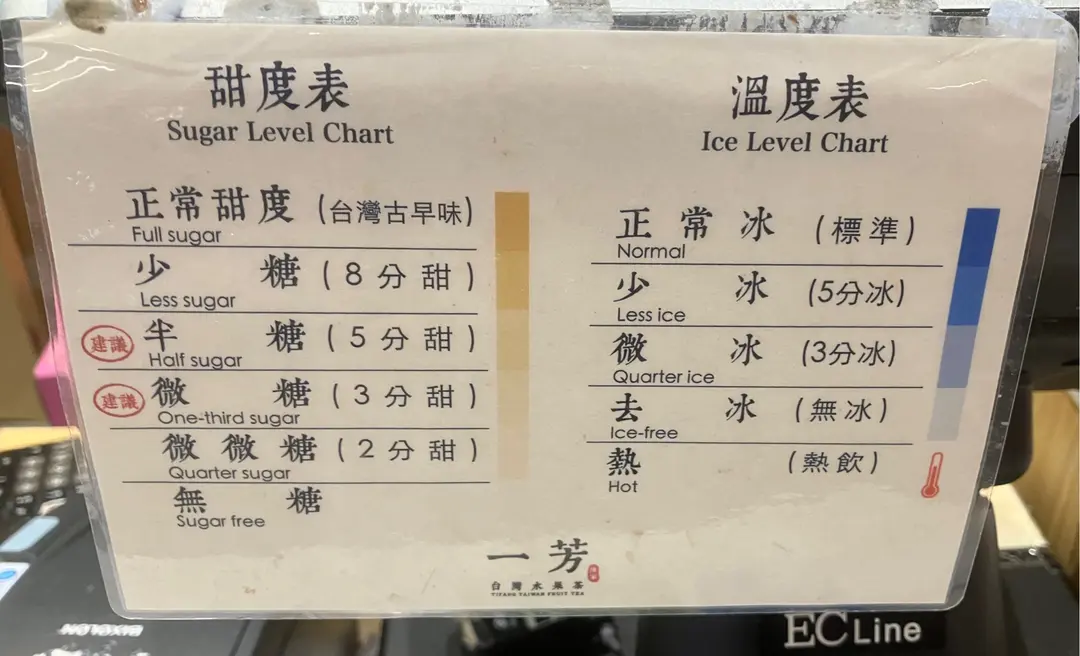 甜度表
Sugar Level Chart
正常甜度 (台灣古早味)
Full sugar
少 糖 (8分甜)
Less sugar
建議 半 糖 (5分甜)
Half sugar
建議 微 糖 (3分甜)
One-third sugar
微微糖 (2分甜)
Quarter sugar
無 糖
Sugar free
溫度表
Ice Level Chart
正常冰 (標準)
Normal
少 冰 (5分冰)
Less ice
微 冰 (3分冰)
Quarter ice
去 冰 (無冰)
Ice-free
熱 (熱飲)
Hot
一芳
台灣水果茶
YIFANG TAIWAN FRUIT TEA
BIXOLON
EC Line